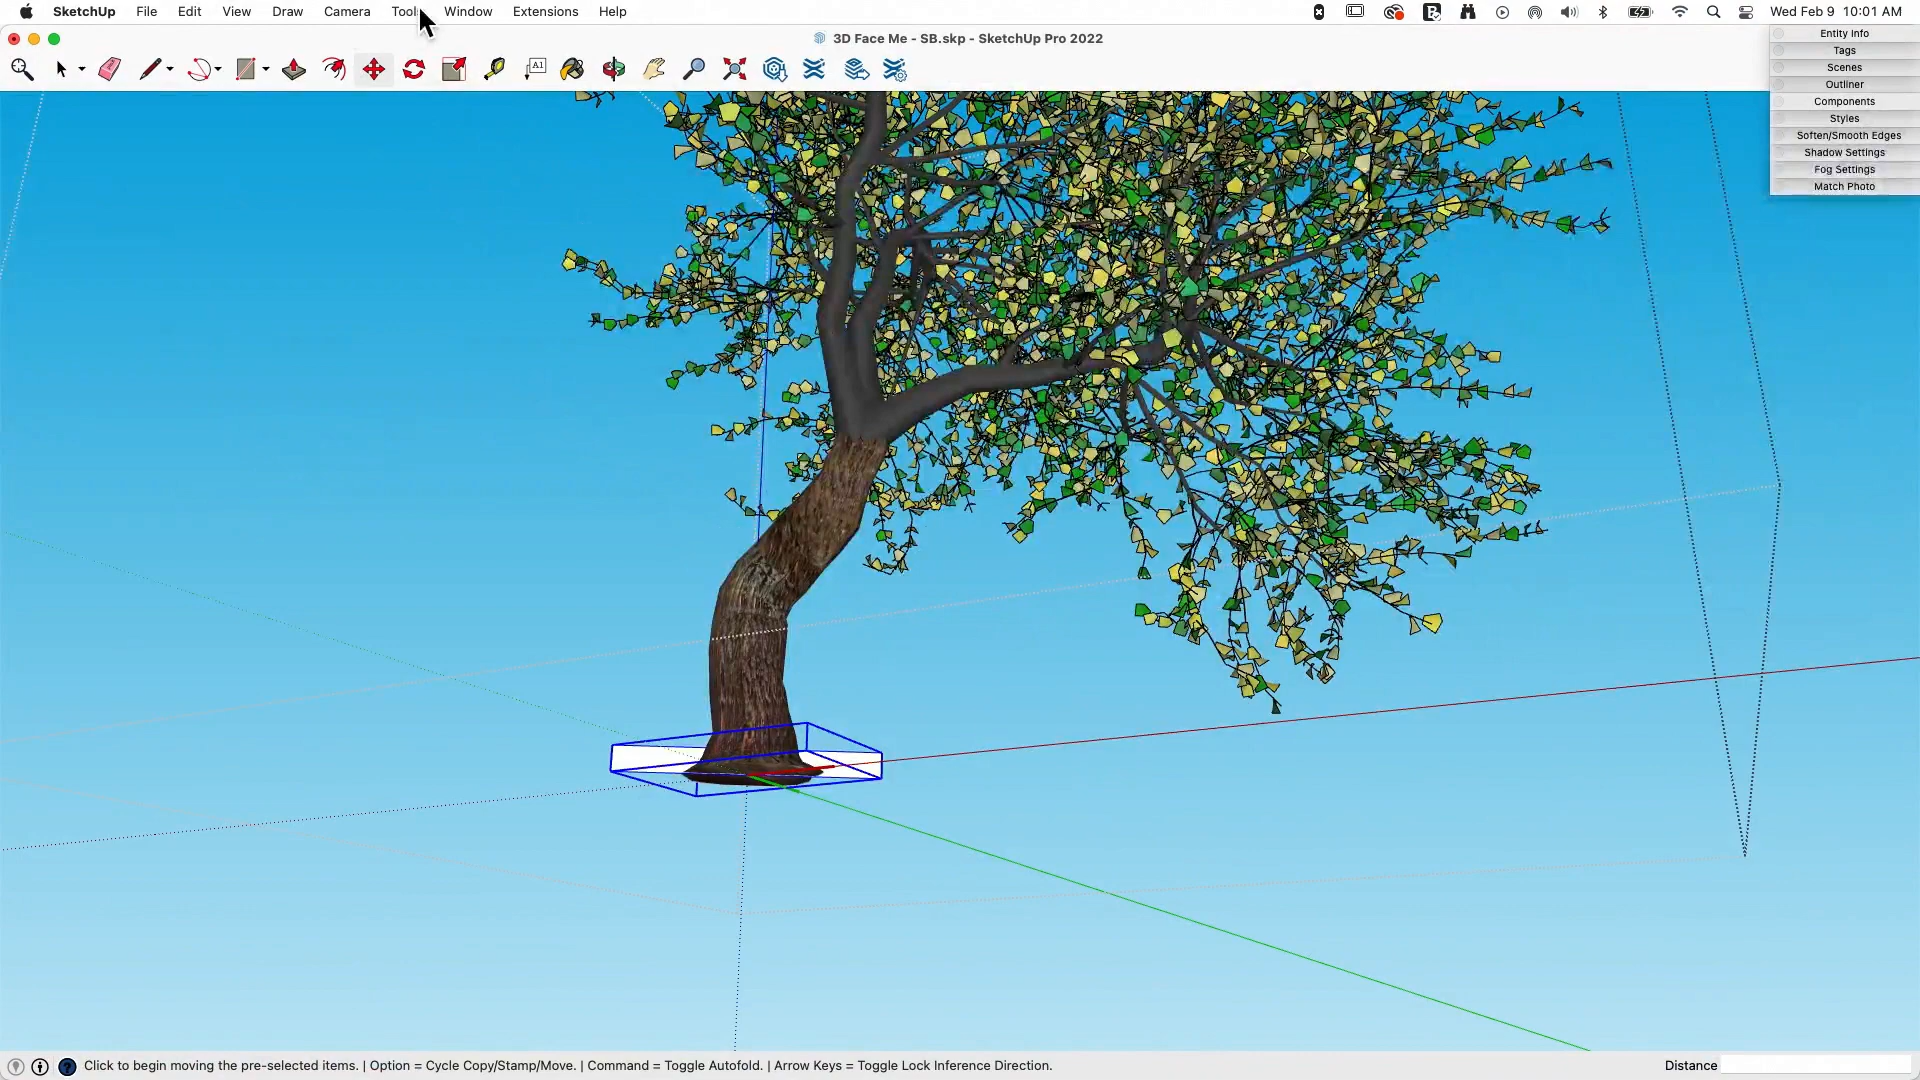 SketchUp File Edit View Draw Camera Tools Window Extensions Help Wed Feb 9 10:01 AM
3D Face Me - SB.skp - SketchUp Pro 2022
A1
Entity Info
Tags
Scenes
Outliner
Components
Styles
Soften/Smooth Edges
Shadow Settings
Fog Settings
Match Photo
Click to begin moving the pre-selected items. | Option = Cycle Copy/Stamp/Move. | Command = Toggle Autofold. | Arrow Keys = Toggle Lock Inference Direction. Distance